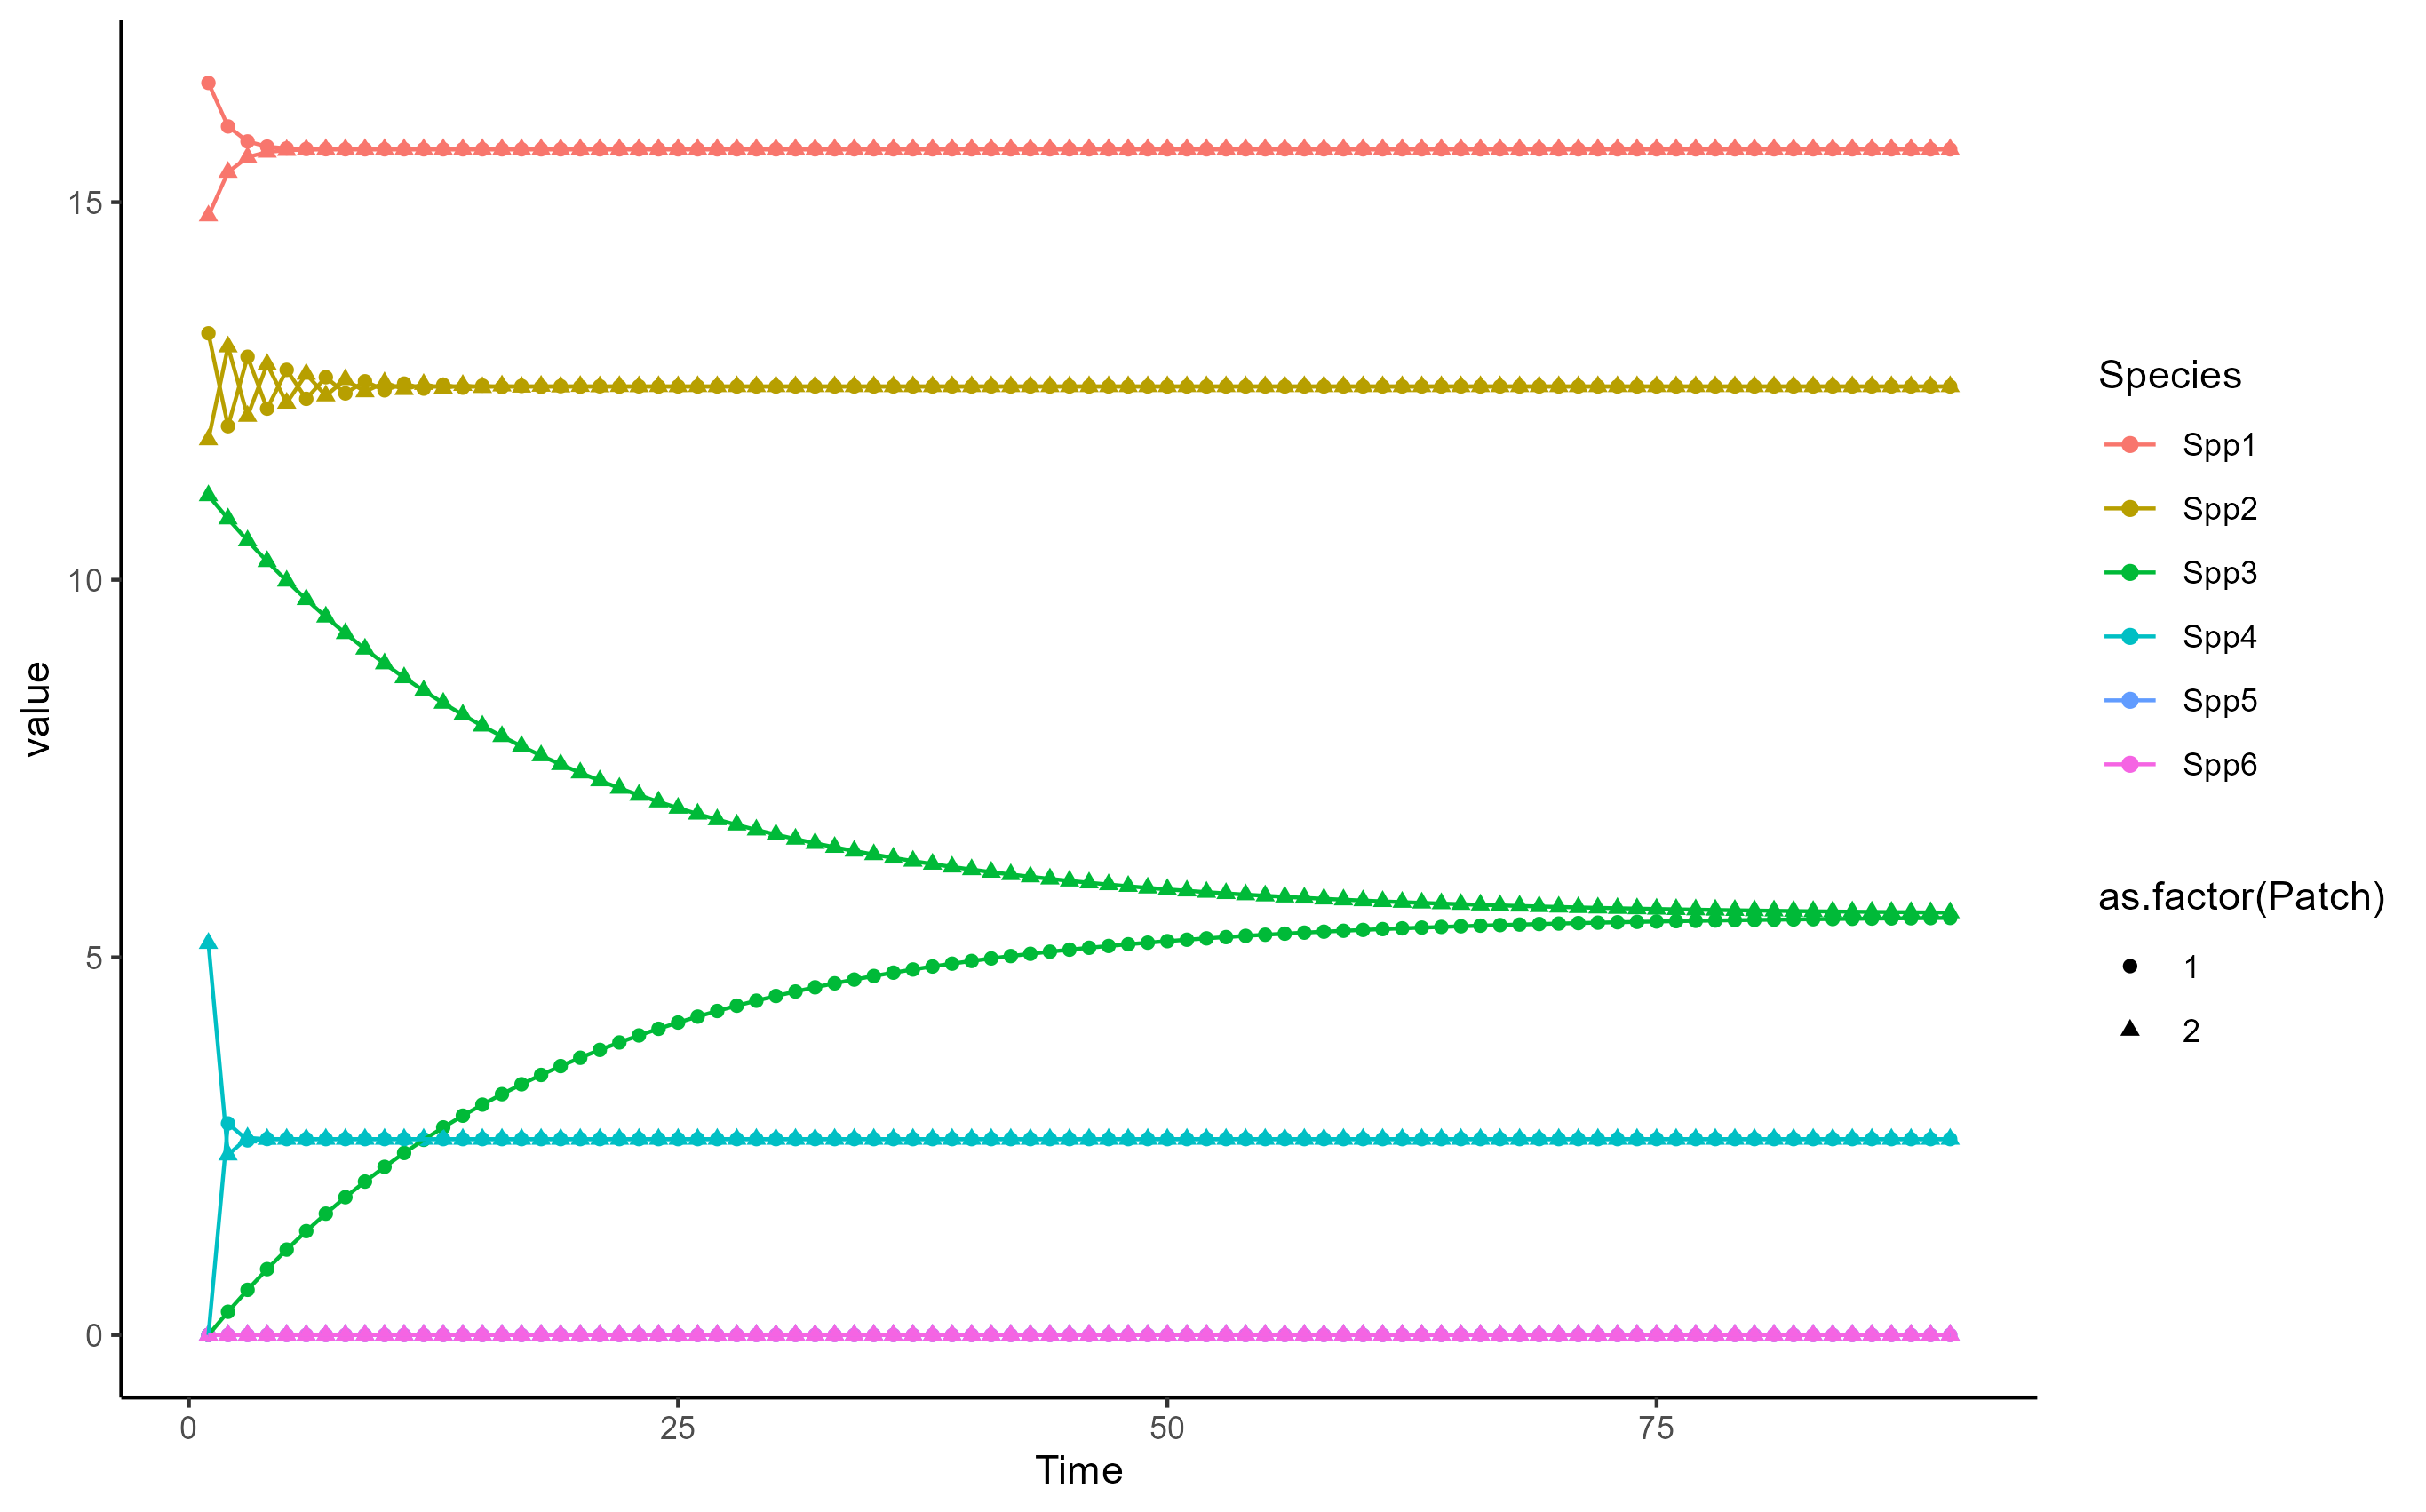 value
15
10
5
0
0
25
50
75
Time
Species
Spp1
Spp2
Spp3
Spp4
Spp5
Spp6
as.factor(Patch)
1
2